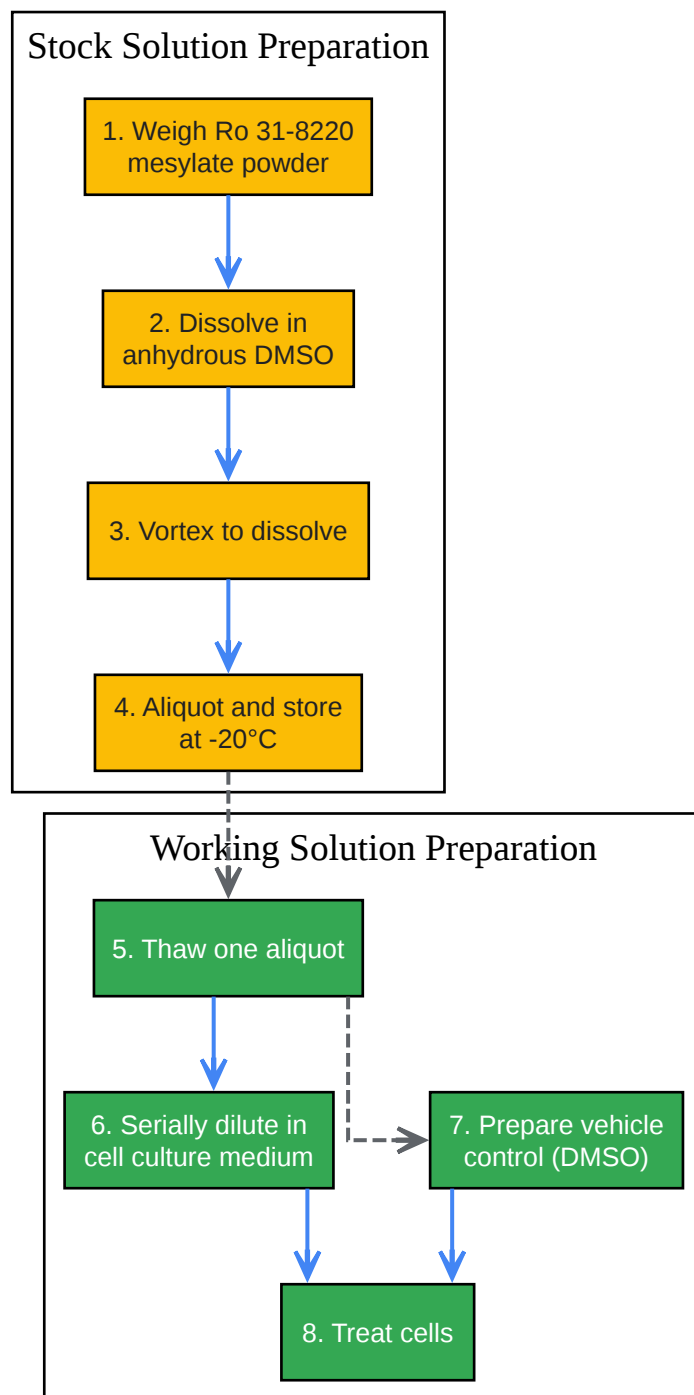 Stock Solution Preparation
1. Weigh Ro 31-8220
mesylate powder
2. Dissolve in
anhydrous DMSO
3. Vortex to dissolve
4. Aliquot and store
at -20°C
Working Solution Preparation
5. Thaw one aliquot
6. Serially dilute in
cell culture medium
7. Prepare vehicle
control (DMSO)
8. Treat cells